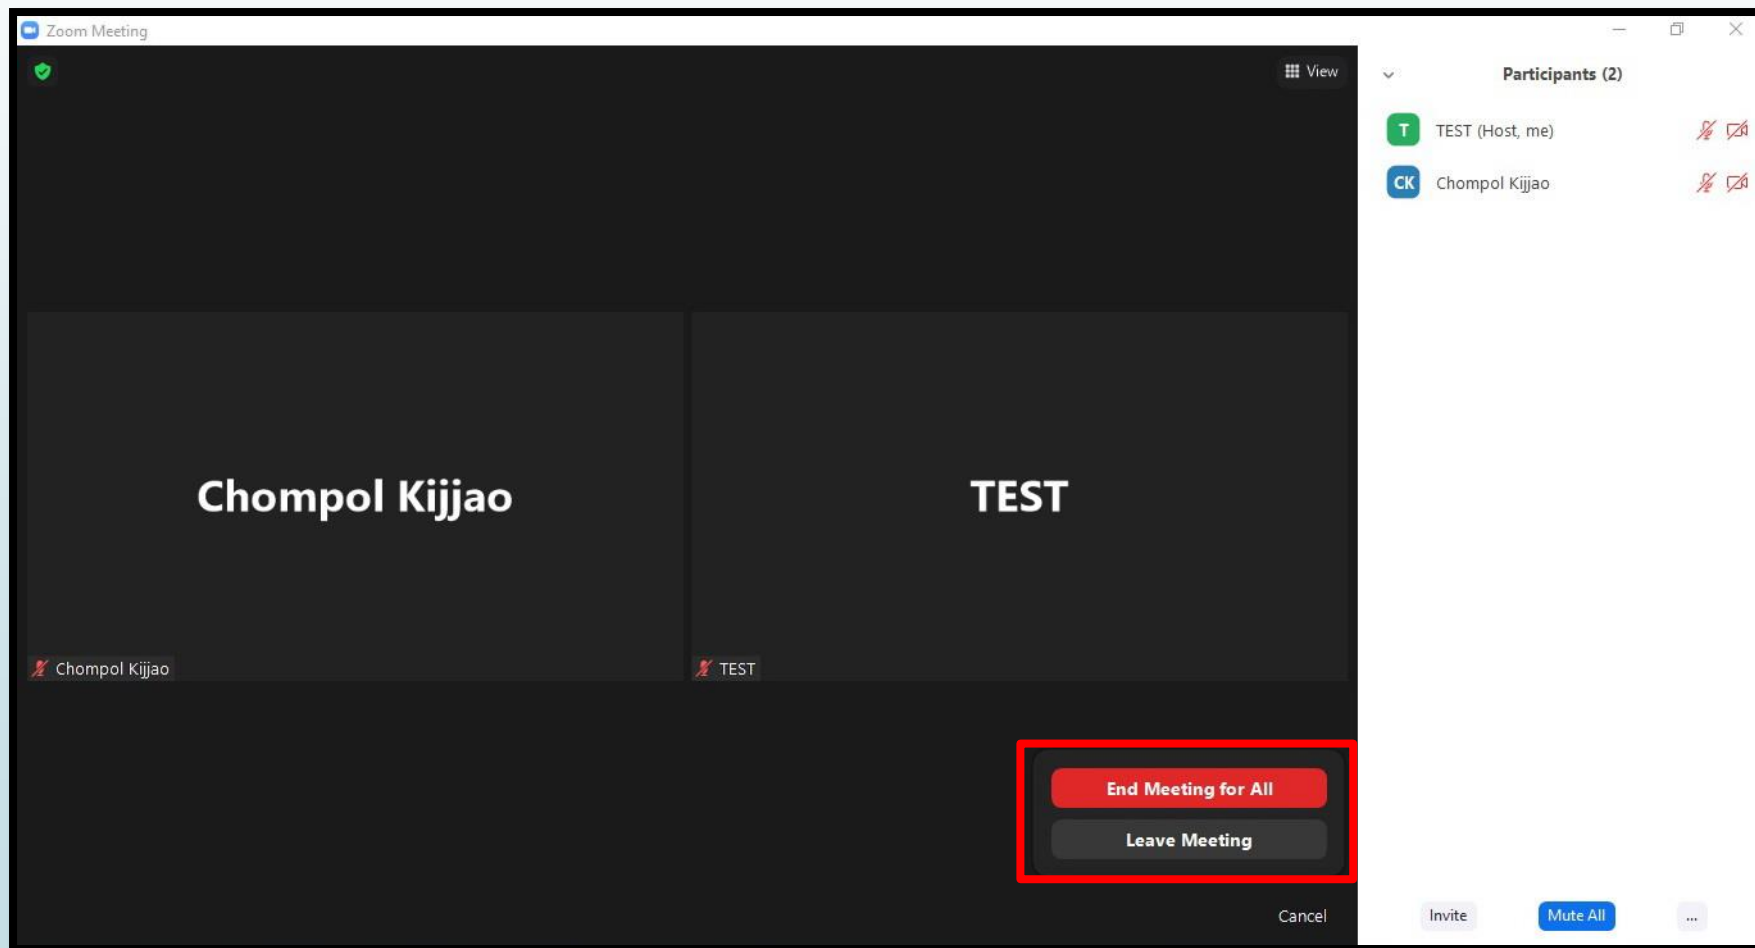 Zoom Meeting
View
Participants (2)
T TEST (Host, me)
CK Chompol Kijjao
Chompol Kijjao
TEST
Chompol Kijjao
TEST
End Meeting for All
Leave Meeting
Cancel
Invite
Mute All
...